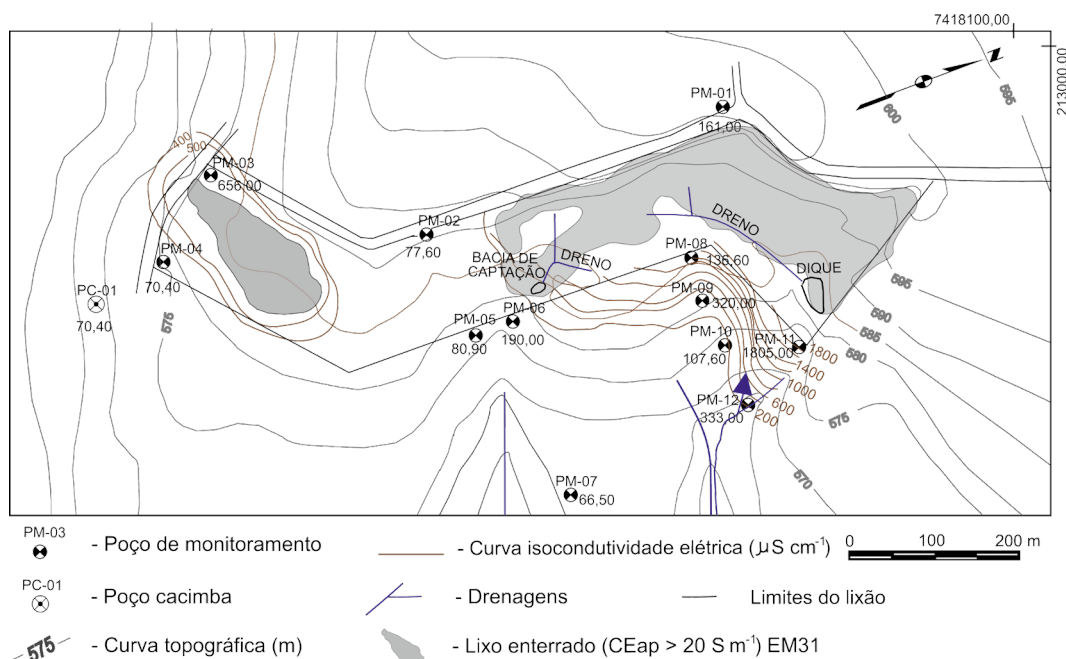 7418100,00
213000,00
N
595
600
PM-01
161,00
400
500
PM-03
656,00
PM-02
77,60
PM-04
70,40
PC-01
70,40
575
BACIA DE
CAPTAÇÃO
DRENO
DRENO
PM-08
136,60
DIQUE
PM-09
320,00
PM-06
190,00
PM-05
80,90
PM-10
107,60
PM-11
1805,00
595
590
585
580
1800
1400
1000
600
200
PM-12
333,00
575
570
PM-07
66,50
PM-03
- Poço de monitoramento
- Curva isocondutividade elétrica (µS cm⁻¹)
0 100 200 m
PC-01
- Poço cacimba
- Drenagens
Limites do lixão
575
- Curva topográfica (m)
- Lixo enterrado (CEap > 20 S m⁻¹) EM31